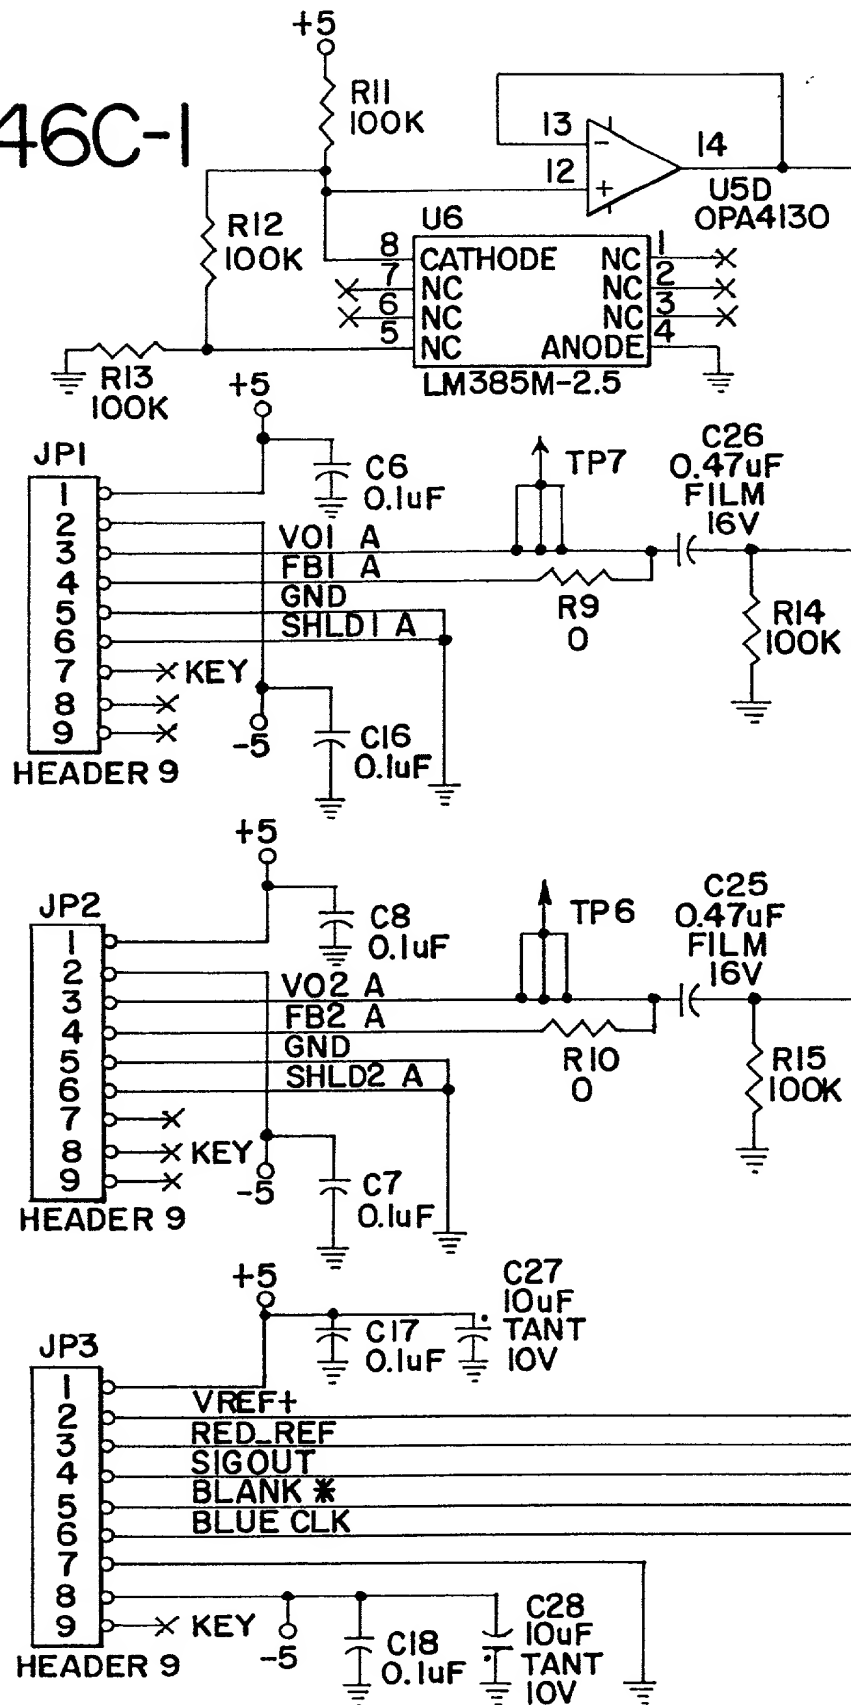 +5
46C-1
R11
100K
13
-
12
+
14
U5D
OPA4130
R12
100K
U6
8 CATHODE NC 1
7 NC NC 2
6 NC NC 3
5 NC ANODE 4
LM385M-2.5
R13
100K
+5
JP1
C6
0.1uF
TP7
C26
0.47uF
FILM
16V
1
2
3 VO1 A
4 FB1 A
5 GND
6 SHLD1 A
7 KEY
8
9
HEADER 9
R9
0
R14
100K
-5
C16
0.1uF
+5
JP2
C8
0.1uF
TP6
C25
0.47uF
FILM
16V
1
2
3 VO2 A
4 FB2 A
5 GND
6 SHLD2 A
7
8 KEY
9
HEADER 9
R10
0
R15
100K
-5
C7
0.1uF
+5
JP3
C17
0.1uF
C27
10uF
TANT
10V
1
2 VREF+
3 RED_REF
4 SIGOUT
5 BLANK *
6 BLUE CLK
7
8
9 KEY
HEADER 9
-5
C18
0.1uF
C28
10uF
TANT
10V